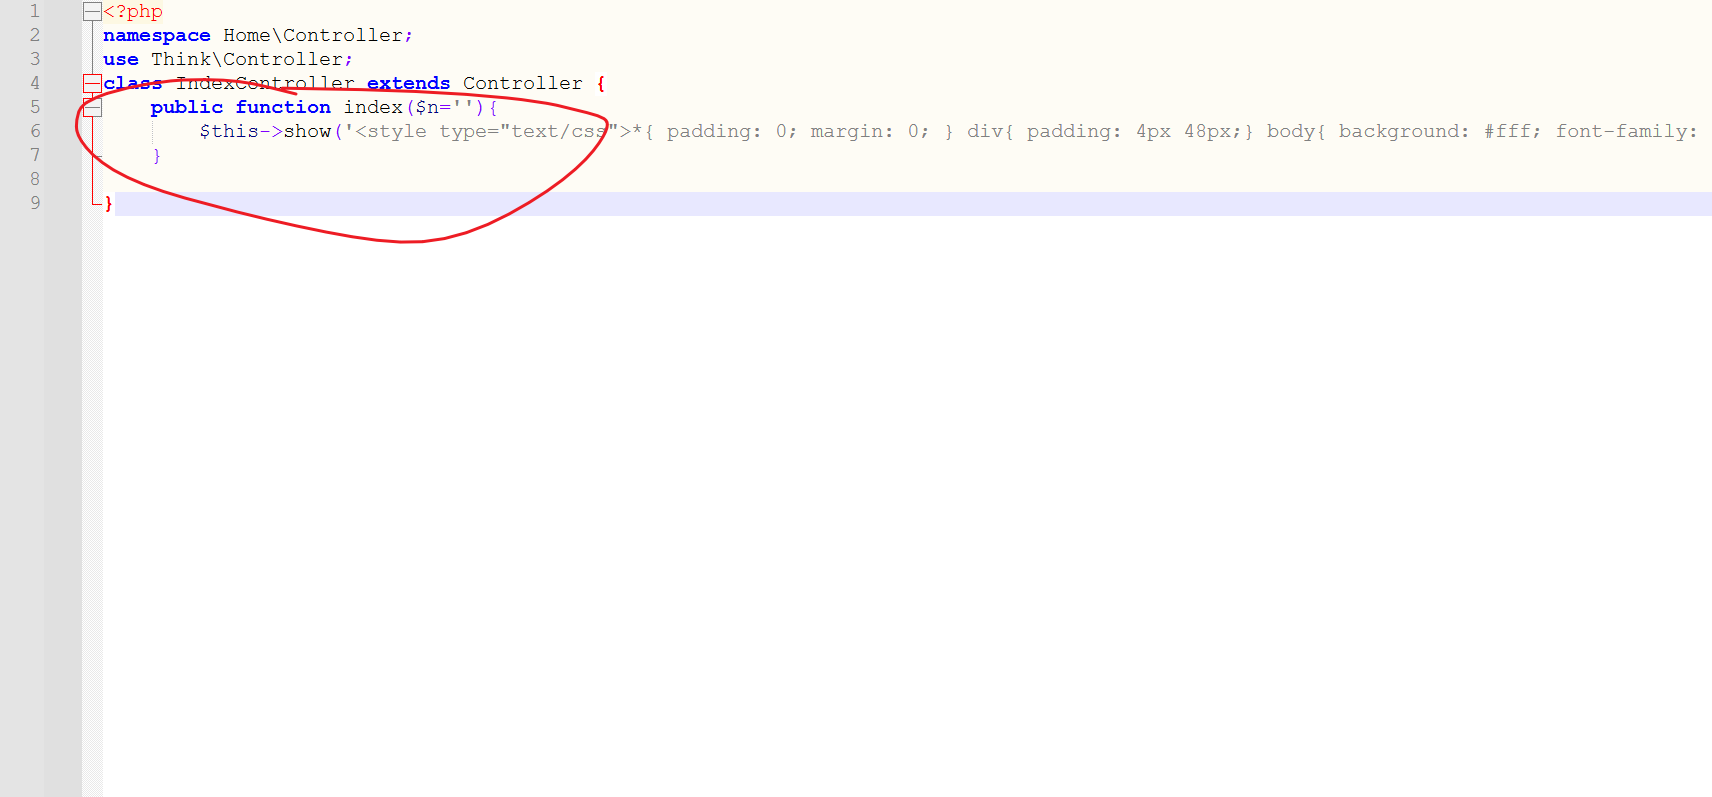 1 <?php
2 namespace Home\Controller;
3 use Think\Controller;
4 class IndexController extends Controller {
5 public function index($n=''){
6 $this->show('<style type="text/css">*{ padding: 0; margin: 0; } div{ padding: 4px 48px;} body{ background: #fff; font-family:
7 }
8
9 }